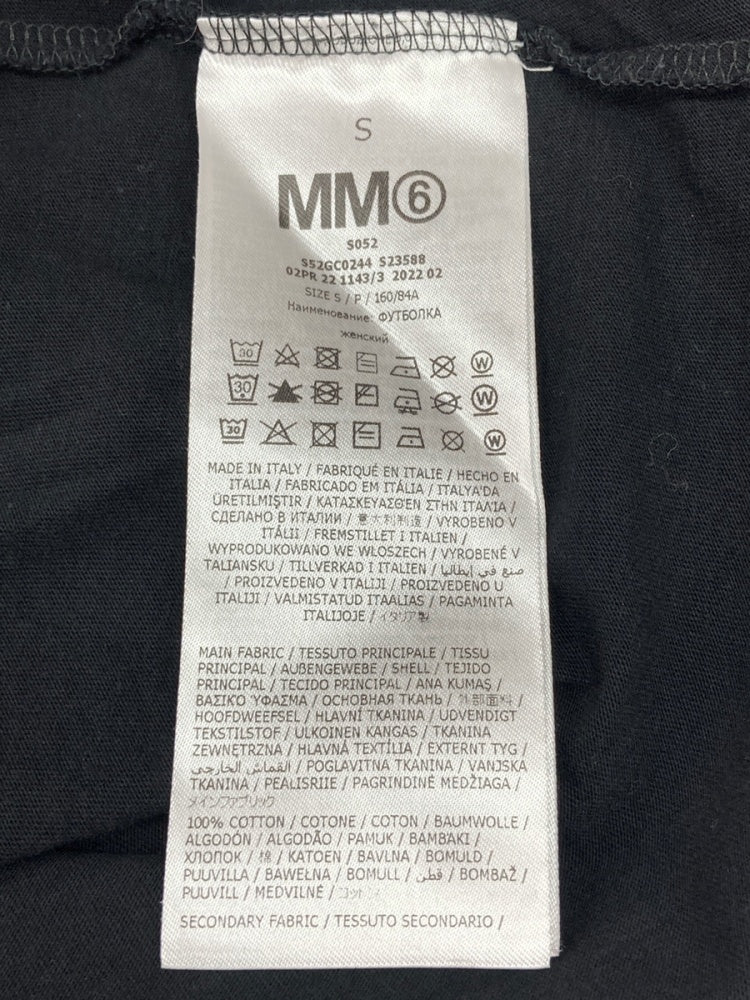 S
MM⑥
S052
S52GC0244 S23588
02PR 22 1143/3 2022 02
SIZE S / P / 160/84A
Наименование: ФУТБОЛКА
женский
30
W
30
W
30
W
MADE IN ITALY / FABRIQUÉ EN ITALIE / HECHO EN
ITALIA / FABRICADO EM ITÁLIA / ITALYA'DA
ÜRETILMIŞTIR / ΚΑΤΑΣΚΕΥΑΣΘΕΝ ΣΤΗΝ ΙΤΑΛΊΑ /
СДЕЛАНО В ИТАЛИИ / 意大利制造 / VYROBENO V
ITÁLII / FREMSTILLET I ITALIEN /
WYPRODUKOWANO WE WŁOSZECH / VYROBENÉ V
TALIANSKU / TILLVERKAD I ITALIEN / صنع في إيطاليا
/ PROIZVEDENO V ITALIJI / PROIZVEDENO U
ITALIJI / VALMISTATUD ITAALIAS / PAGAMINTA
ITALIJOJE / イタリア製
MAIN FABRIC / TESSUTO PRINCIPALE / TISSU
PRINCIPAL / AUßENGEWEBE / SHELL / TEJIDO
PRINCIPAL / TECIDO PRINCIPAL / ANA KUMAŞ /
ΒΑΣΙΚΌ ΎΦΑΣΜΑ / ОСНОВНАЯ ТКАНЬ / 外部面料 /
HOOFDWEEFSEL / HLAVNÍ TKANINA / UDVENDIGT
TEKSTILSTOF / ULKOINEN KANGAS / TKANINA
ZEWNĘTRZNA / HLAVNÁ TEXTÍLIA / EXTERNT TYG /
القماش الخارجي / POGLAVITNA TKANINA / VANJSKA
TKANINA / PEALISRIIE / PAGRINDINĖ MEDŽIAGA /
メインファブリック
100% COTTON / COTONE / COTON / BAUMWOLLE /
ALGODÓN / ALGODÃO / PAMUK / ΒΑΜΒΆΚΙ /
ХЛОПОК / 棉 / KATOEN / BAVLNA / BOMULD /
PUUVILLA / BAWEŁNA / BOMULL / قطن / BOMBAŽ /
PUUVILL / MEDVILNĖ / コットン
SECONDARY FABRIC / TESSUTO SECONDARIO /